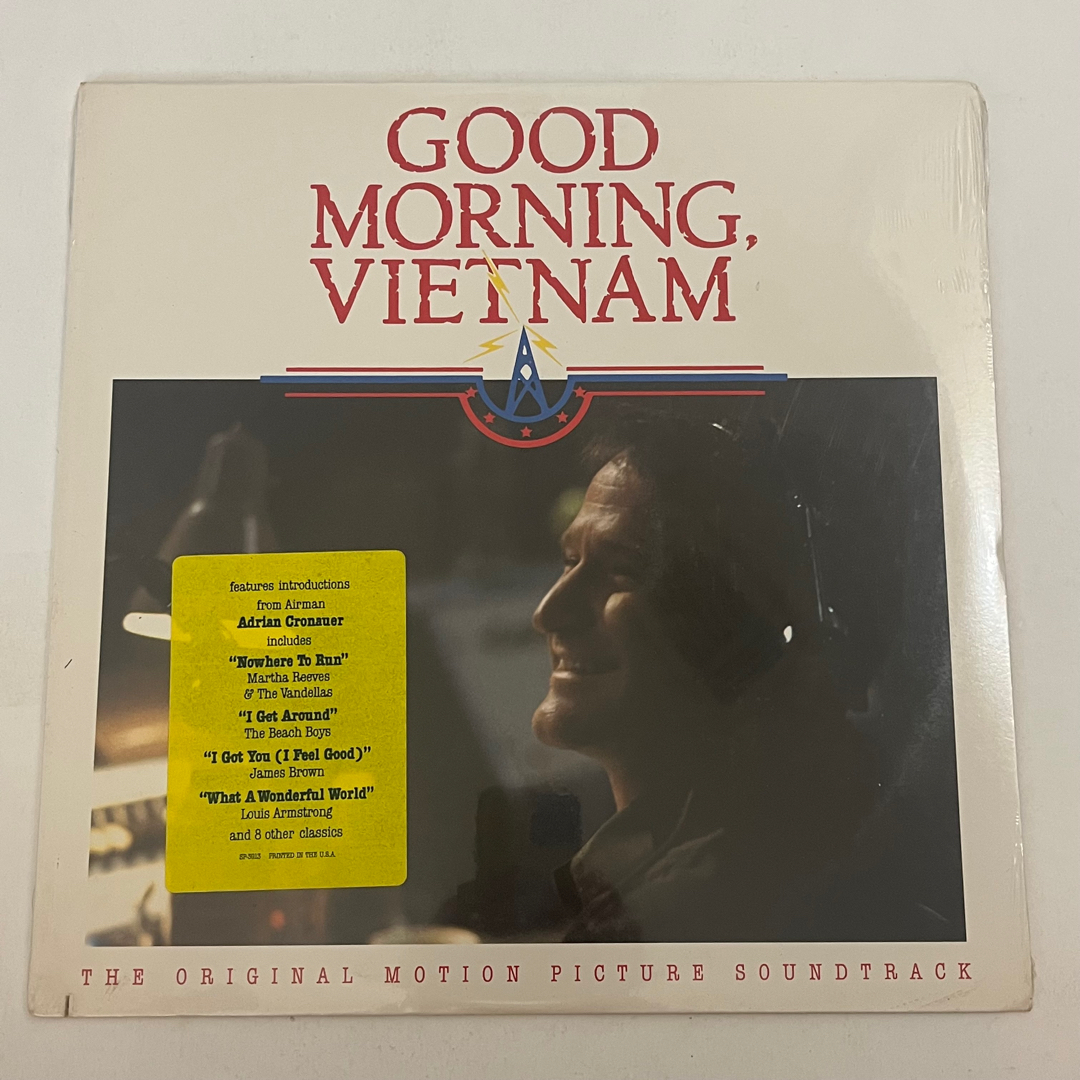 GOOD
MORNING,
VIETNAM
features introductions
from Airman
Adrian Cronauer
includes
“Nowhere To Run”
Martha Reeves
& The Vandellas
“I Get Around”
The Beach Boys
“I Got You (I Feel Good)”
James Brown
“What A Wonderful World”
Louis Armstrong
and 8 other classics
SP-3913 PRINTED IN THE U.S.A.
THE ORIGINAL MOTION PICTURE SOUNDTRACK